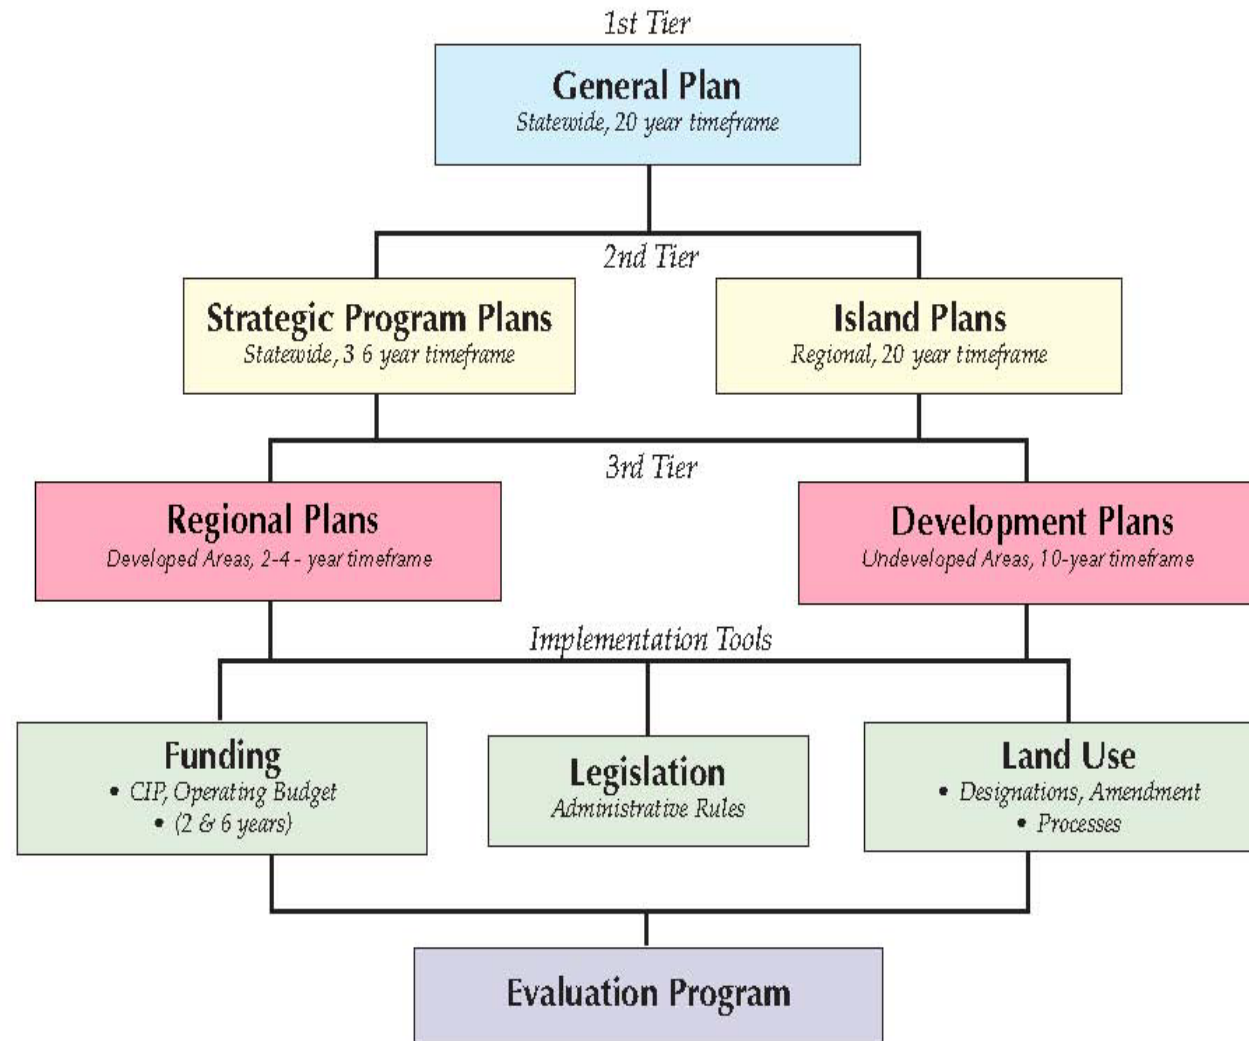 1st Tier
General Plan
Statewide, 20 year timeframe
2nd Tier
Strategic Program Plans
Statewide, 3 6 year timeframe
Island Plans
Regional, 20 year timeframe
3rd Tier
Regional Plans
Developed Areas, 2-4 - year timeframe
Development Plans
Undeveloped Areas, 10-year timeframe
Implementation Tools
Funding
• CIP, Operating Budget
• (2 & 6 years)
Legislation
Administrative Rules
Land Use
• Designations, Amendment
• Processes
Evaluation Program